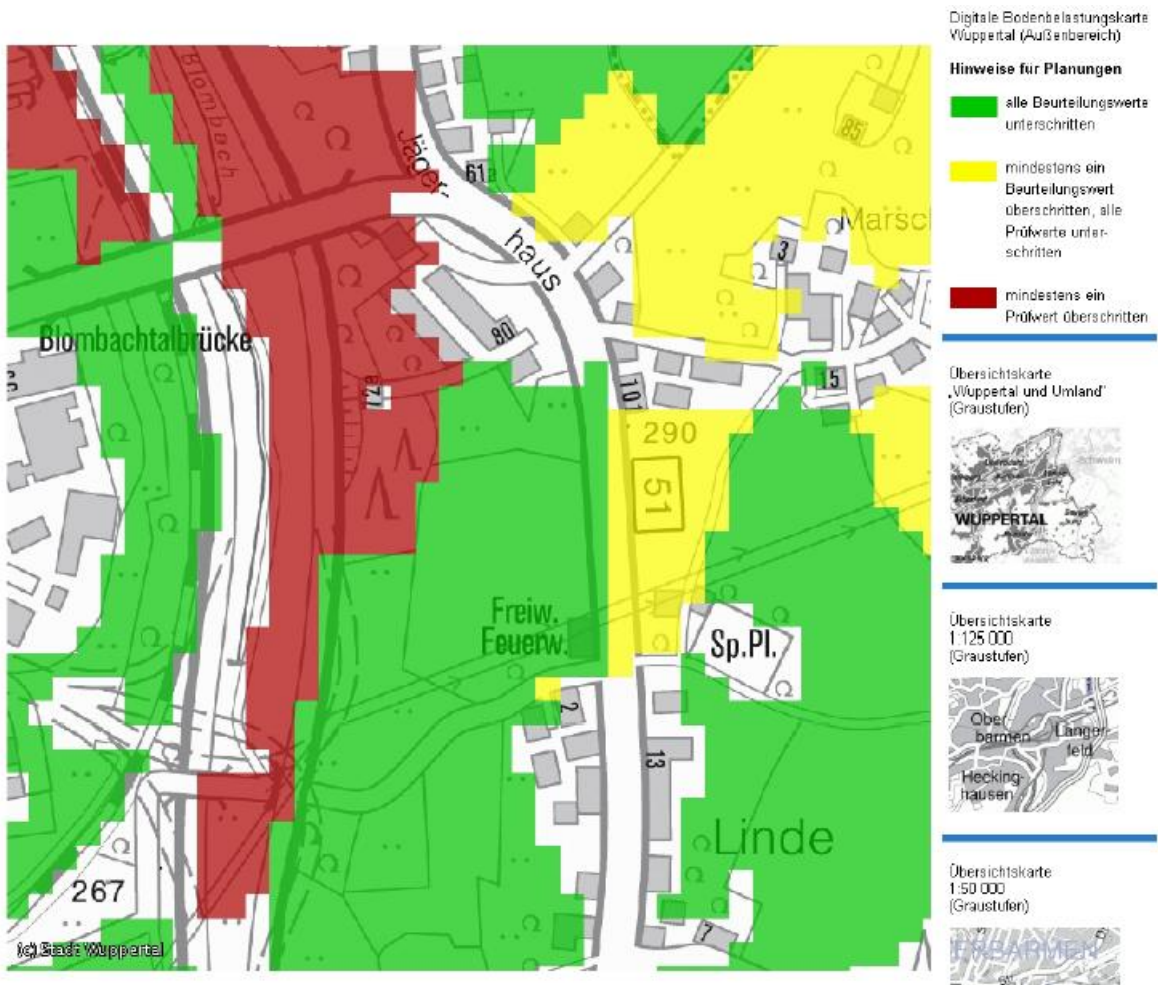 Digitale Bodenbelastungskarte
Wuppertal (Außenbereich)
Hinweise für Planungen
alle Beurteilungswerte
unterschritten
mindestens ein
Beurteilungswert
überschritten, alle
Prüfwerte unter-
schritten
mindestens ein
Prüfwert überschritten
Übersichtskarte
„Wuppertal und Umland"
(Graustufen)
WUPPERTAL
Übersichtskarte
1:125 000
(Graustufen)
Ober-
barmen
Langer-
feld
Hecking-
hausen
Übersichtskarte
1:50 000
(Graustufen)
ERBARMEN
Blombach
Jäger-
haus
61a
85
Marsc
3
80
Blombachtalbrücke
671
101
15
290
51
Freiw.
Feuerw.
Sp.Pl.
2
13
Linde
267
7
(c) Stadt Wuppertal